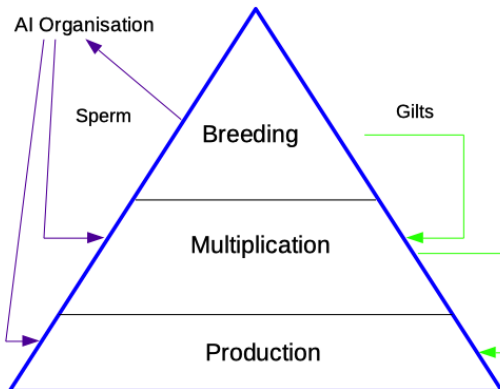 AI Organisation
Sperm
Gilts
Breeding
Multiplication
Production